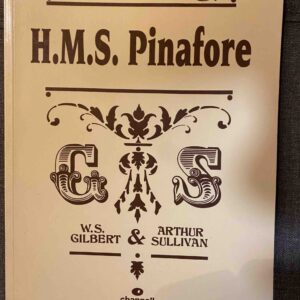 H.M.S. Pinafore
G S
W.S. GILBERT & ARTHUR SULLIVAN